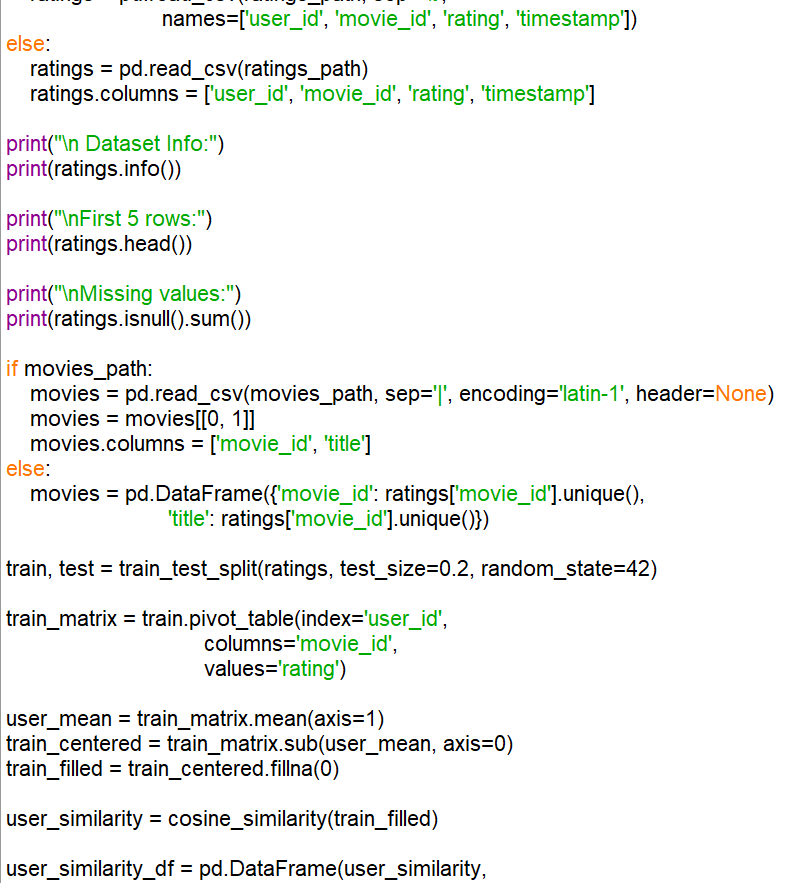 names=['user_id', 'movie_id', 'rating', 'timestamp'])
else:
    ratings = pd.read_csv(ratings_path)
    ratings.columns = ['user_id', 'movie_id', 'rating', 'timestamp']

print("\n Dataset Info:")
print(ratings.info())

print("\nFirst 5 rows:")
print(ratings.head())

print("\nMissing values:")
print(ratings.isnull().sum())

if movies_path:
    movies = pd.read_csv(movies_path, sep='|', encoding='latin-1', header=None)
    movies = movies[[0, 1]]
    movies.columns = ['movie_id', 'title']
else:
    movies = pd.DataFrame({'movie_id': ratings['movie_id'].unique(),
                           'title': ratings['movie_id'].unique()})

train, test = train_test_split(ratings, test_size=0.2, random_state=42)

train_matrix = train.pivot_table(index='user_id',
                                 columns='movie_id',
                                 values='rating')

user_mean = train_matrix.mean(axis=1)
train_centered = train_matrix.sub(user_mean, axis=0)
train_filled = train_centered.fillna(0)

user_similarity = cosine_similarity(train_filled)

user_similarity_df = pd.DataFrame(user_similarity,